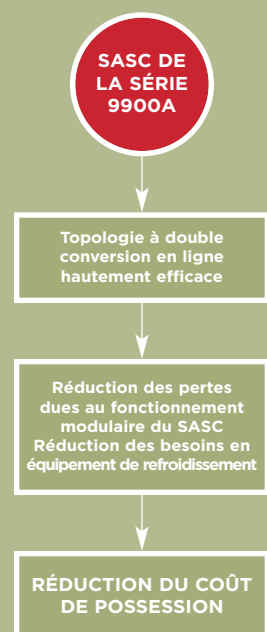 SASC DE
LA SÉRIE
9900A
Topologie à double
conversion en ligne
hautement efficace
Réduction des pertes
dues au fonctionnement
modulaire du SASC
Réduction des besoins en
équipement de refroidissement
RÉDUCTION DU COÛT
DE POSSESSION